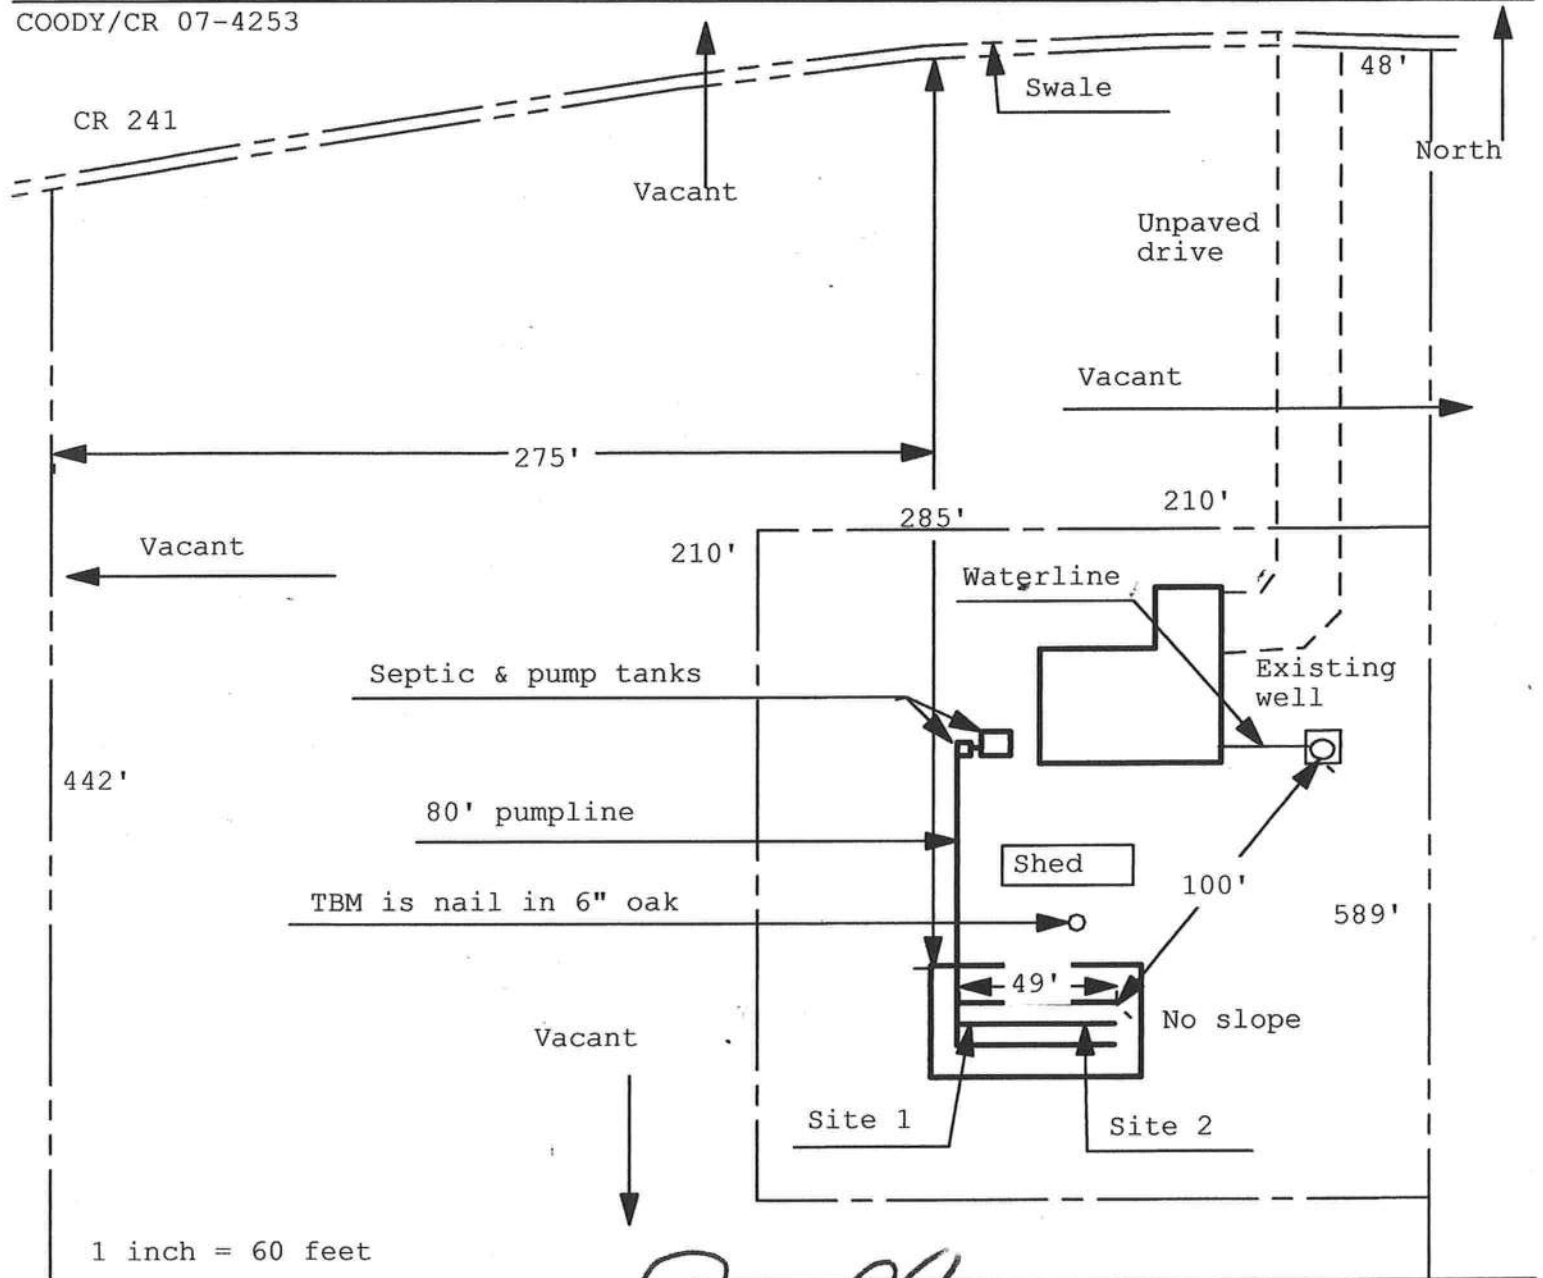 COODY/CR 07-4253
48'
Swale
CR 241
North
Vacant
Unpaved
drive
Vacant
275'
210'
285'
Vacant
210'
Waterline
Septic & pump tanks
Existing
well
442'
80' pumpline
Shed
100'
TBM is nail in 6" oak
589'
49'
No slope
Vacant
Site 1
Site 2
1 inch = 60 feet